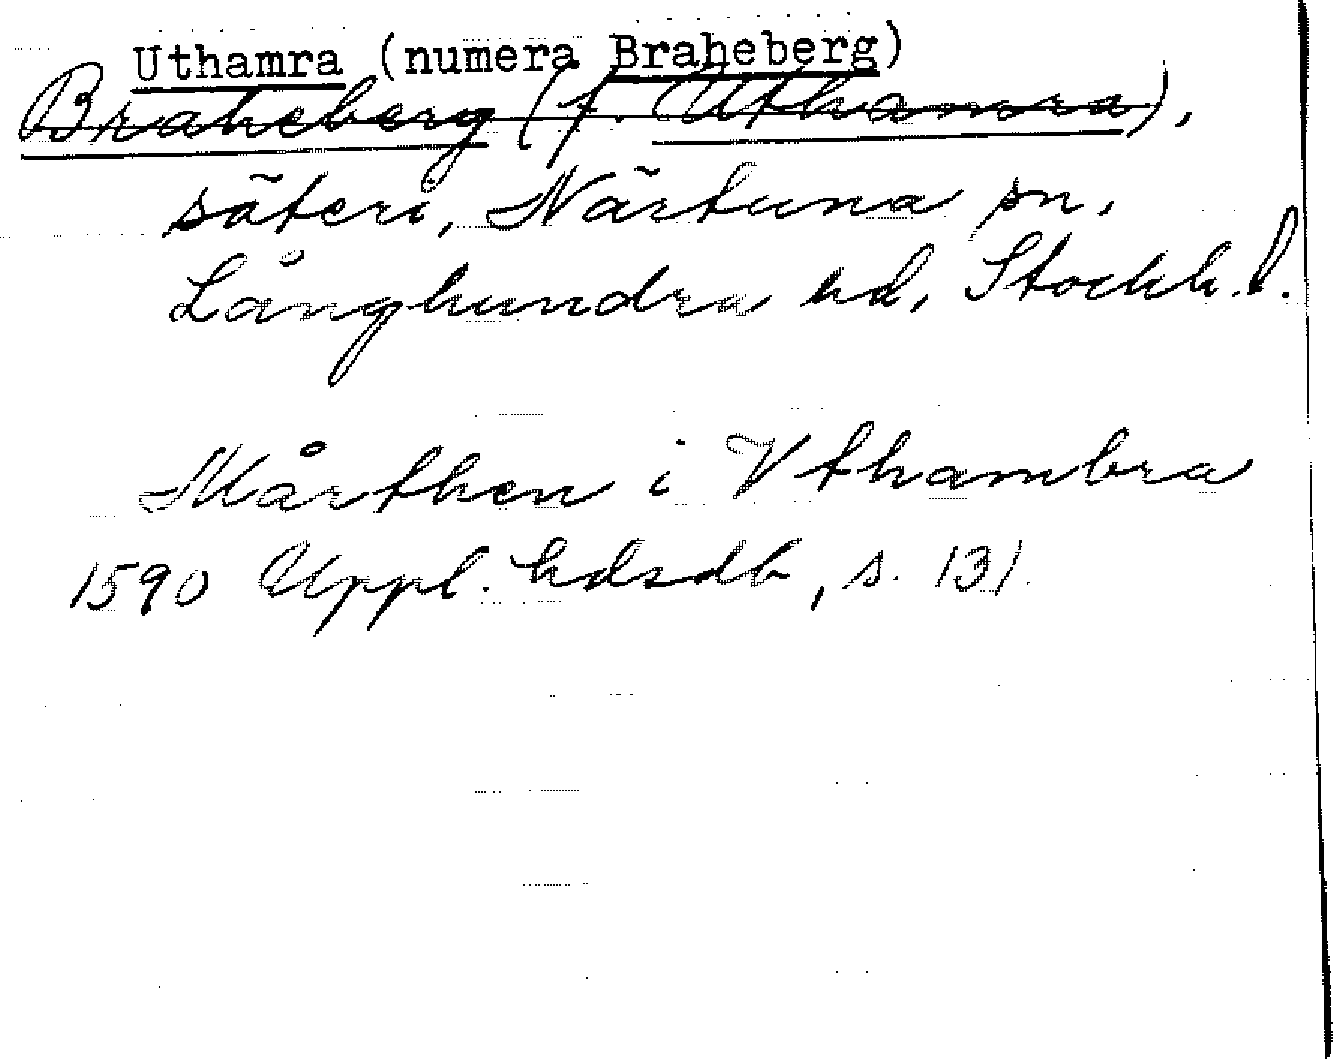 Uthamra (numera Braheberg)
Braheberg (f. Uthamra),
säteri, Närtuna sn,
Långhundra hd, Stockh. l.
Mårthen i Vthambra
1590 Uppl. hdsdb, s. 131.